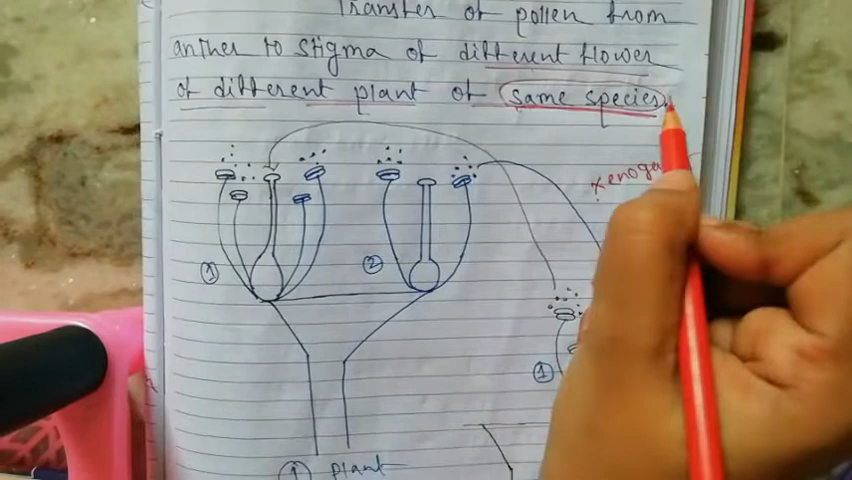 Transfer of pollen from
anther to stigma of different flower
of different plant of same species.
①
②
①
① plant